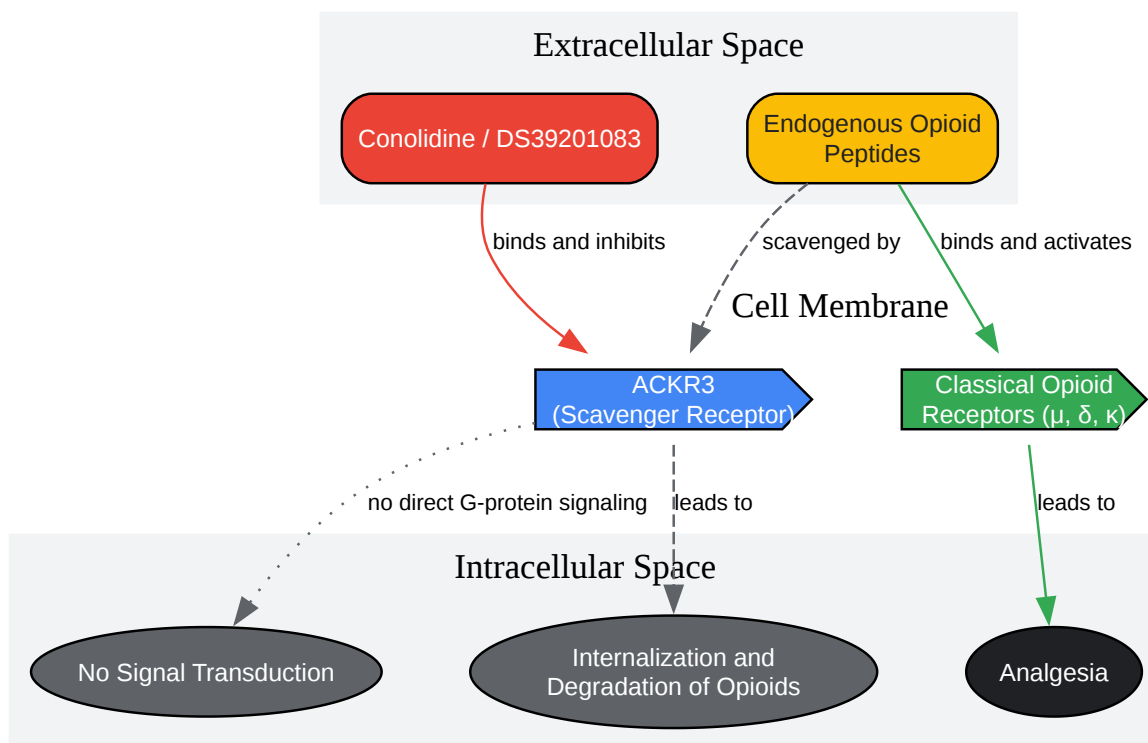 Extracellular Space
Conolidine / DS39201083
Endogenous Opioid
Peptides
binds and inhibits
scavenged by
binds and activates
Cell Membrane
ACKR3
(Scavenger Receptor)
Classical Opioid
Receptors (μ, δ, κ)
no direct G-protein signaling
leads to
leads to
Intracellular Space
No Signal Transduction
Internalization and
Degradation of Opioids
Analgesia